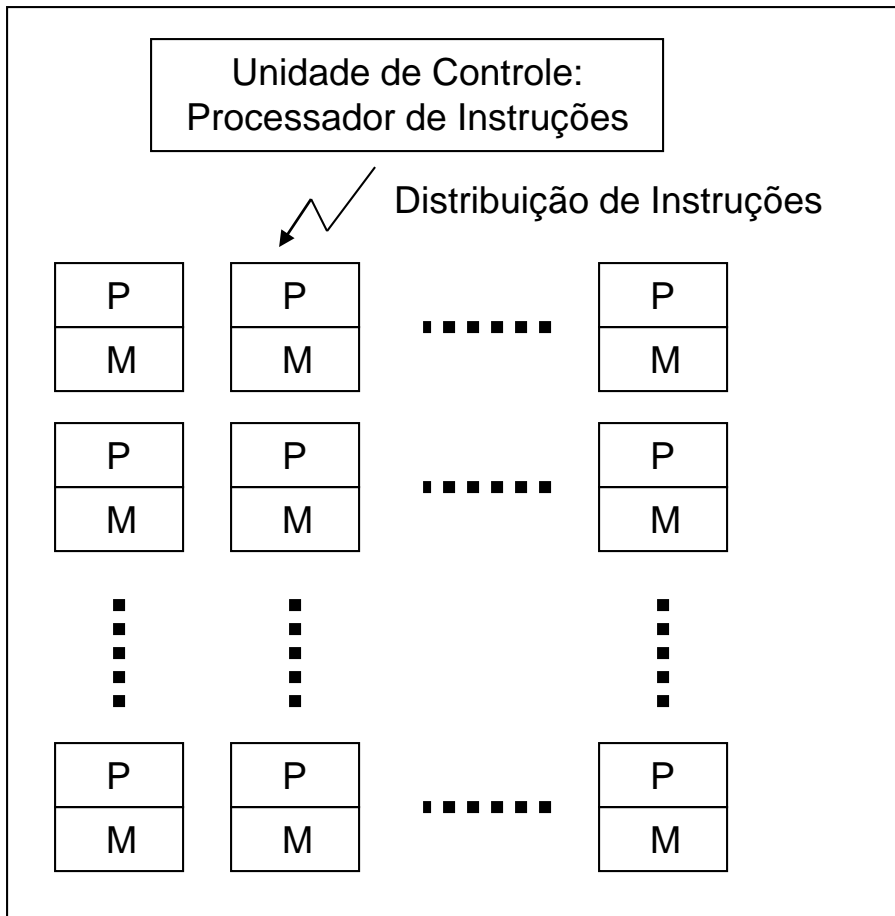 Unidade de Controle:
Processador de Instruções
Distribuição de Instruções
P P P
M M M
P P P
M M M
P P P
M M M